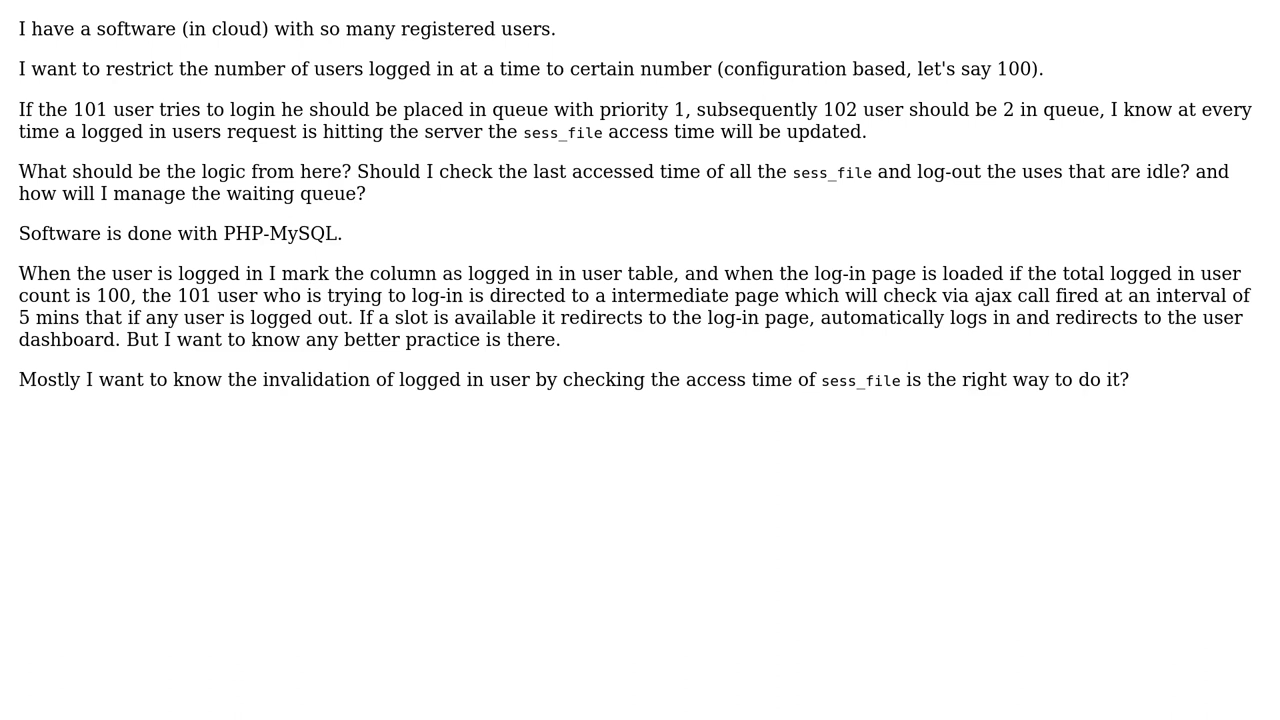 I have a software (in cloud) with so many registered users.
I want to restrict the number of users logged in at a time to certain number (configuration based, let's say 100).
If the 101 user tries to login he should be placed in queue with priority 1, subsequently 102 user should be 2 in queue, I know at every
time a logged in users request is hitting the server the sess_file access time will be updated.
What should be the logic from here? Should I check the last accessed time of all the sess_file and log-out the uses that are idle? and
how will I manage the waiting queue?
Software is done with PHP-MySQL.
When the user is logged in I mark the column as logged in in user table, and when the log-in page is loaded if the total logged in user
count is 100, the 101 user who is trying to log-in is directed to a intermediate page which will check via ajax call fired at an interval of
5 mins that if any user is logged out. If a slot is available it redirects to the log-in page, automatically logs in and redirects to the user
dashboard. But I want to know any better practice is there.
Mostly I want to know the invalidation of logged in user by checking the access time of sess_file is the right way to do it?